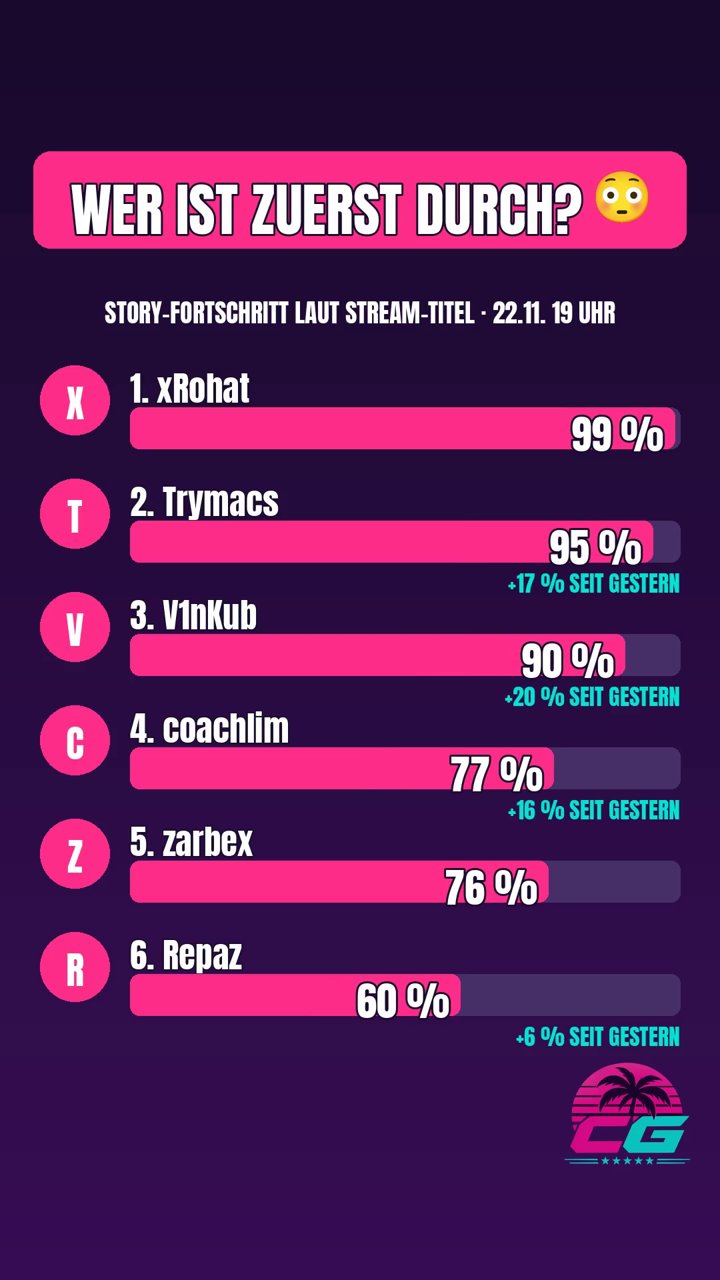 WER IST ZUERST DURCH? 😳
STORY-FORTSCHRITT LAUT STREAM-TITEL · 22.11. 19 UHR
X
1. xRohat
99 %
T
2. Trymacs
95 %
+17 % SEIT GESTERN
V
3. V1nKub
90 %
+20 % SEIT GESTERN
C
4. coachlim
77 %
+16 % SEIT GESTERN
Z
5. zarbex
76 %
R
6. Repaz
60 %
+6 % SEIT GESTERN
CG